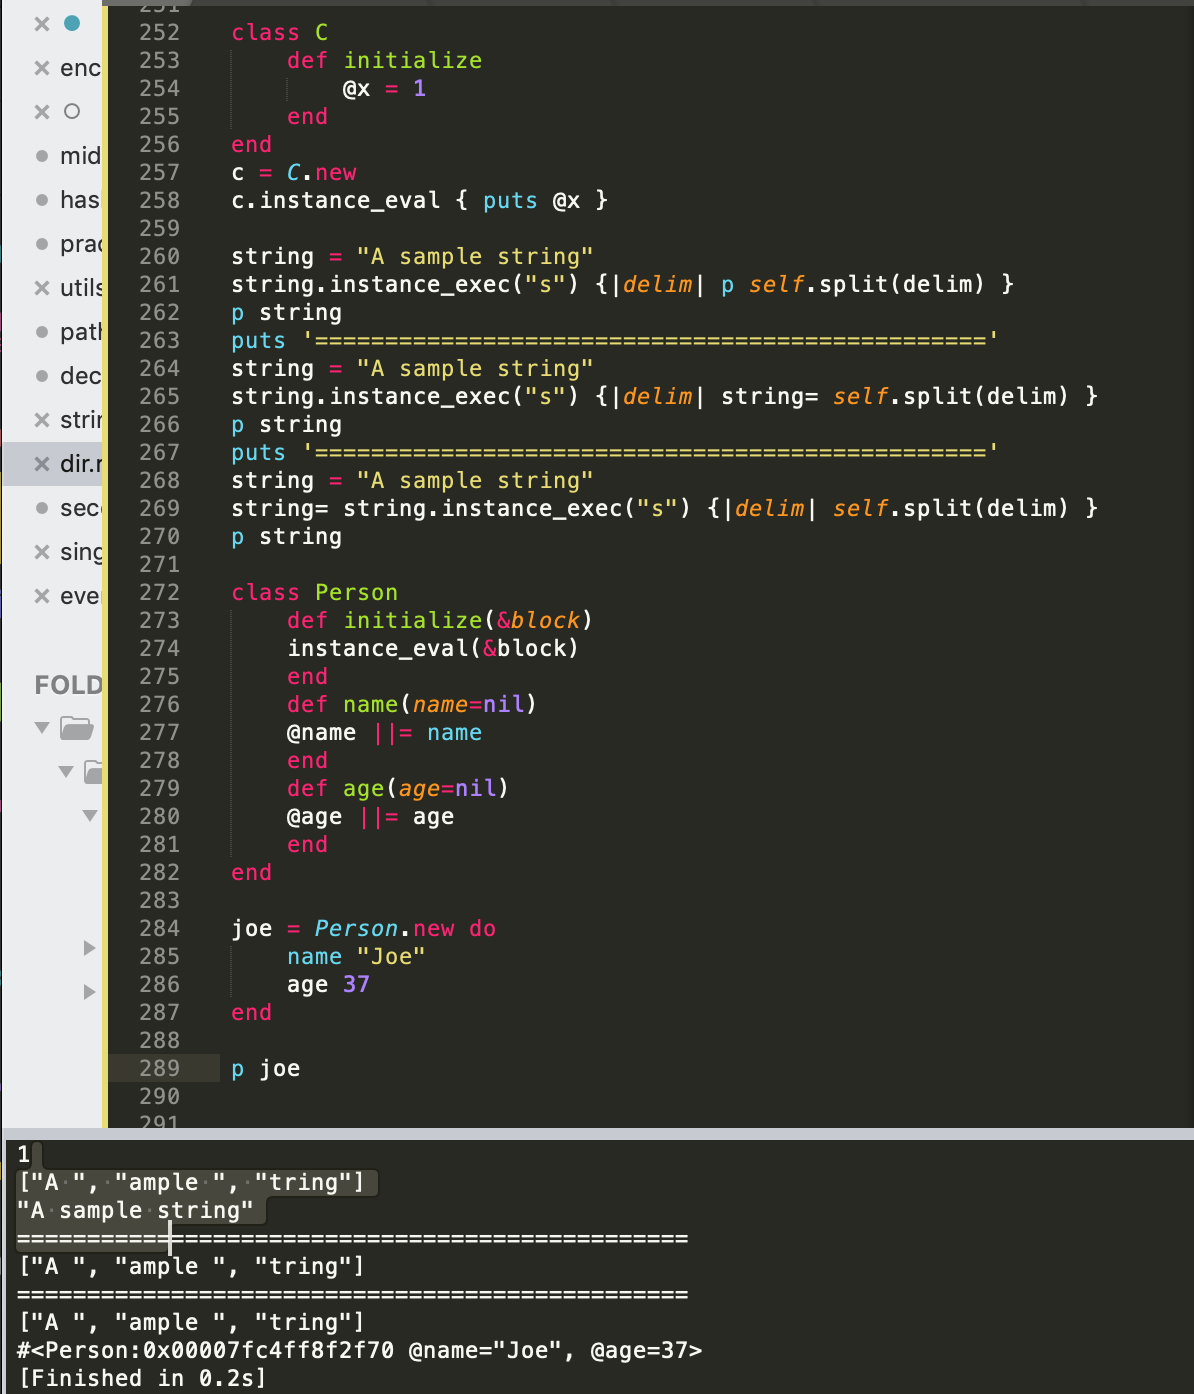 enc
mid
has
prac
utils
path
dec
strin
dir.r
sec
sing
even
FOLD
251
252 class C
253 def initialize
254 @x = 1
255 end
256 end
257 c = C.new
258 c.instance_eval { puts @x }
259
260 string = "A sample string"
261 string.instance_exec("s") {|delim| p self.split(delim) }
262 p string
263 puts '================================================'
264 string = "A sample string"
265 string.instance_exec("s") {|delim| string= self.split(delim) }
266 p string
267 puts '================================================'
268 string = "A sample string"
269 string= string.instance_exec("s") {|delim| self.split(delim) }
270 p string
271
272 class Person
273 def initialize(&block)
274 instance_eval(&block)
275 end
276 def name(name=nil)
277 @name ||= name
278 end
279 def age(age=nil)
280 @age ||= age
281 end
282 end
283
284 joe = Person.new do
285 name "Joe"
286 age 37
287 end
288
289 p joe
290
291
1
["A ", "ample ", "tring"]
"A sample string"
================================================
["A ", "ample ", "tring"]
================================================
["A ", "ample ", "tring"]
#<Person:0x00007fc4ff8f2f70 @name="Joe", @age=37>
[Finished in 0.2s]